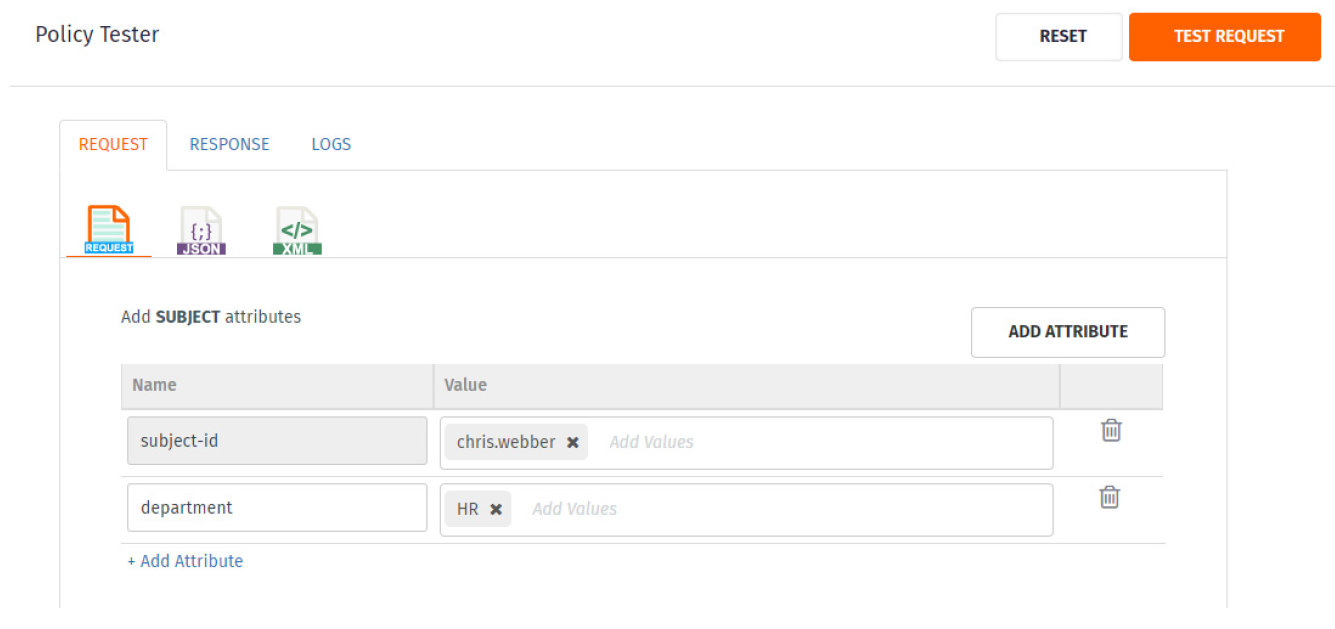 Policy Tester
RESET
TEST REQUEST
REQUEST
RESPONSE
LOGS
REQUEST
{;}
JSON
</>
XML
Add SUBJECT attributes
ADD ATTRIBUTE
Name
Value
subject-id
chris.webber ✖ Add Values
department
HR ✖ Add Values
+ Add Attribute